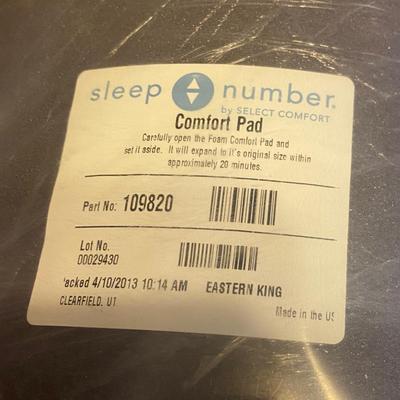 sleep number.
by SELECT COMFORT
Comfort Pad
Carefully open the Foam Comfort Pad and
set it aside. It will expand to it's original size within
approximately 20 minutes.
Part No: 109820
Lot No.
00029430
acked 4/10/2013 10:14 AM EASTERN KING
CLEARFIELD, UT
Made in the US